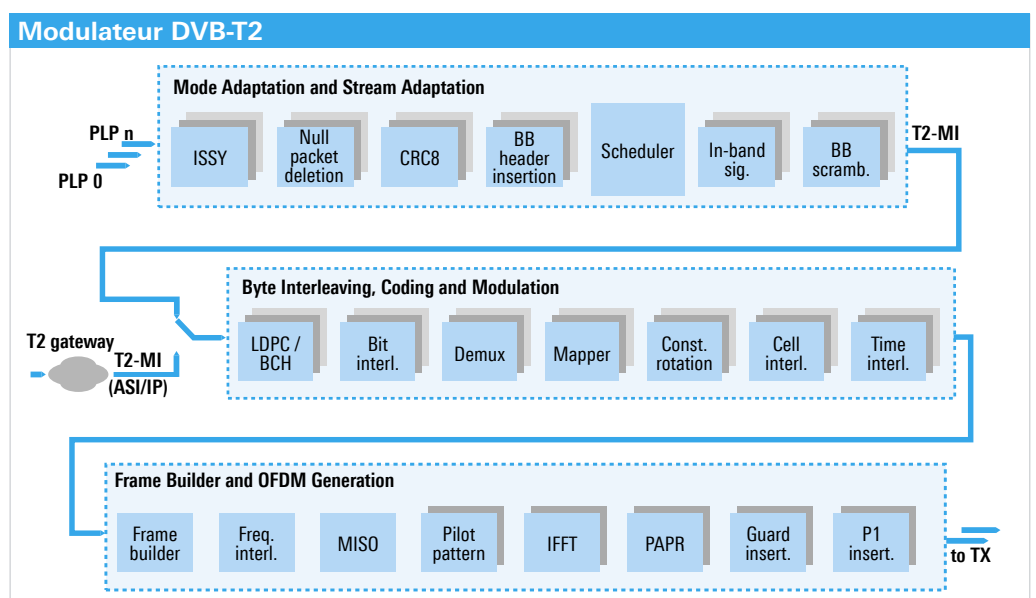 Modulateur DVB-T2
Mode Adaptation and Stream Adaptation
PLP n
PLP 0
ISSY
Null
packet
deletion
CRC8
BB
header
insertion
Scheduler
In-band
sig.
BB
scramb.
T2-MI
Byte Interleaving, Coding and Modulation
T2 gateway
T2-MI
(ASI/IP)
LDPC /
BCH
Bit
interl.
Demux
Mapper
Const.
rotation
Cell
interl.
Time
interl.
Frame Builder and OFDM Generation
Frame
builder
Freq.
interl.
MISO
Pilot
pattern
IFFT
PAPR
Guard
insert.
P1
insert.
to TX